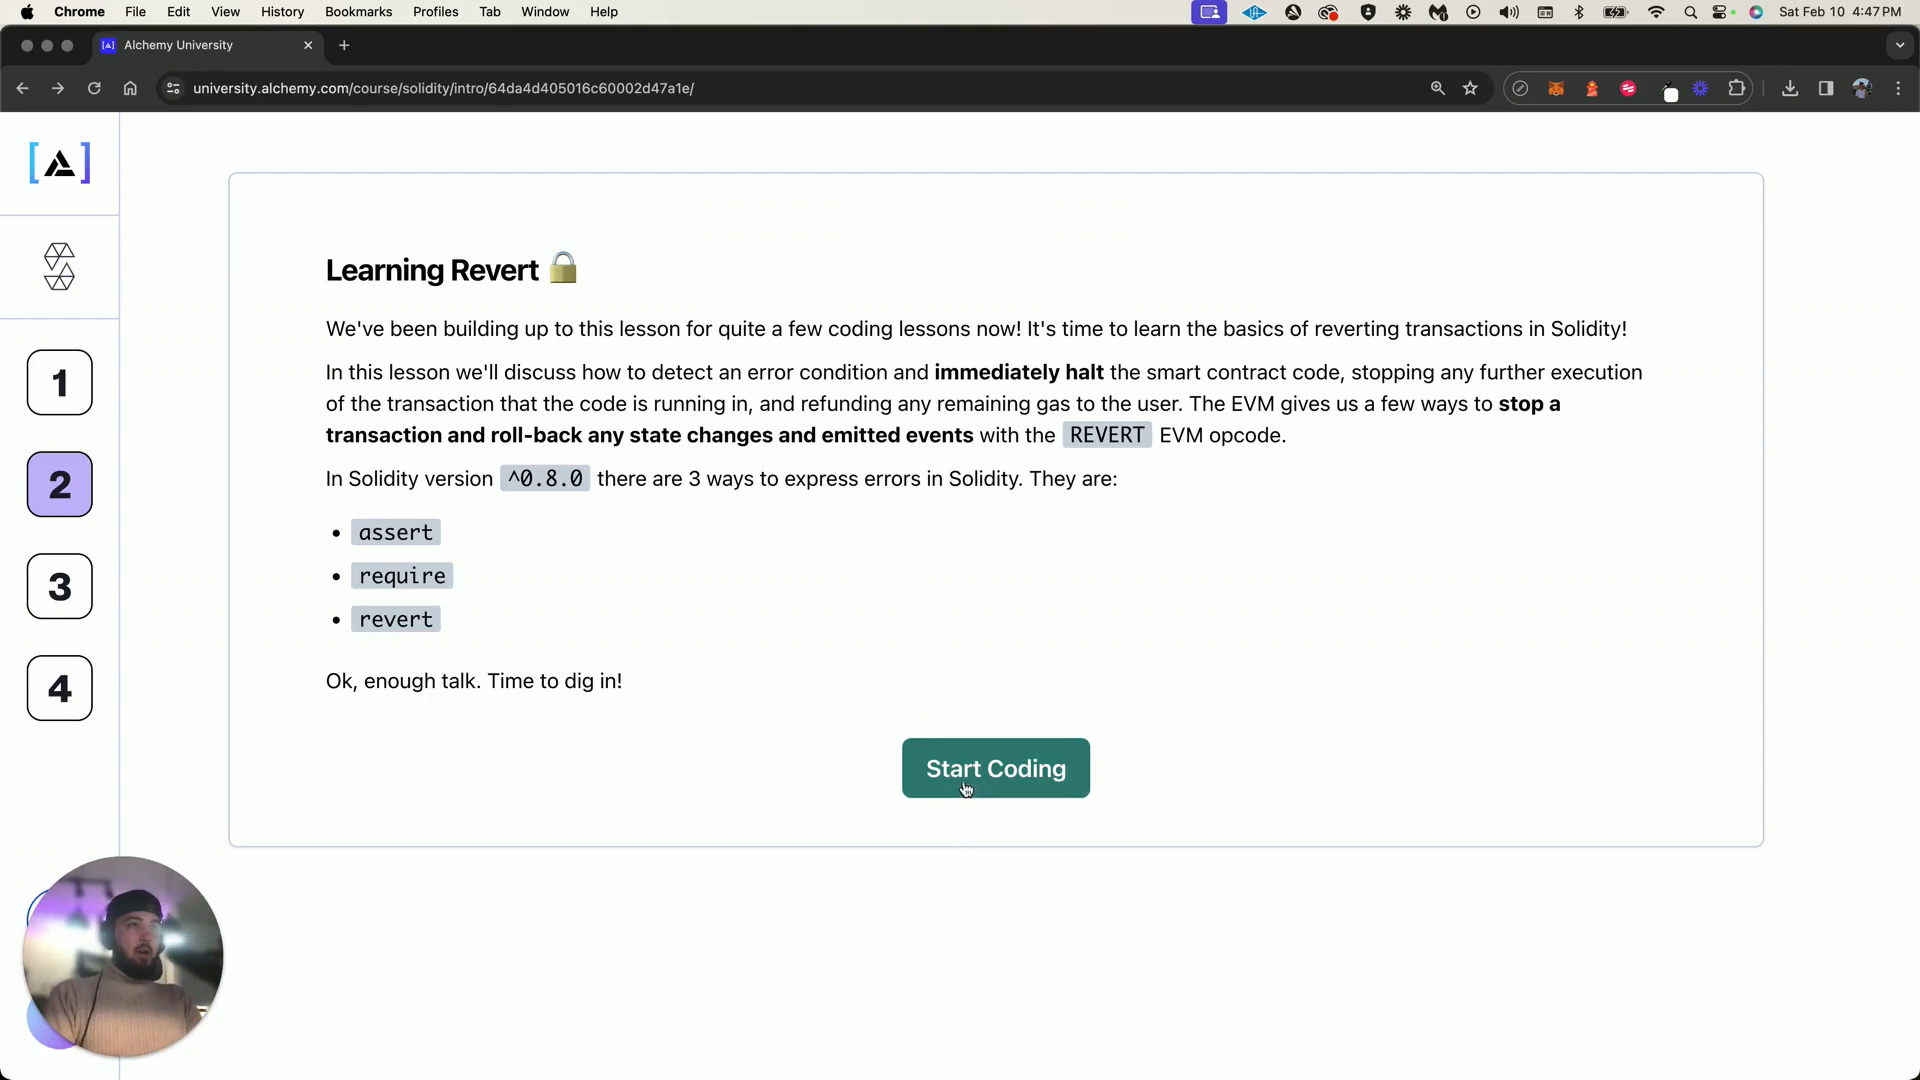 Chrome File Edit View History Bookmarks Profiles Tab Window Help Sat Feb 10 4:47 PM
Alchemy University
university.alchemy.com/course/solidity/intro/64da4d405016c60002d47a1e/
Learning Revert
We've been building up to this lesson for quite a few coding lessons now! It's time to learn the basics of reverting transactions in Solidity!
In this lesson we'll discuss how to detect an error condition and immediately halt the smart contract code, stopping any further execution
of the transaction that the code is running in, and refunding any remaining gas to the user. The EVM gives us a few ways to stop a
transaction and roll-back any state changes and emitted events with the REVERT EVM opcode.
In Solidity version ^0.8.0 there are 3 ways to express errors in Solidity. They are:
• assert
• require
• revert
Ok, enough talk. Time to dig in!
Start Coding
1
2
3
4